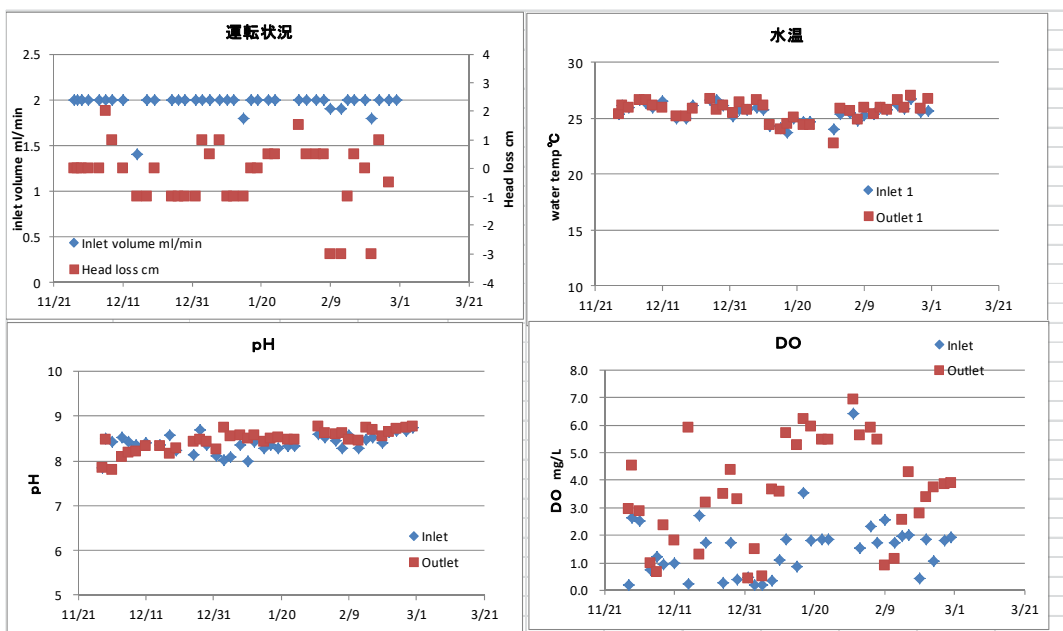 運転状況
2.5
2
1.5
1
0.5
0
inlet volume ml/min
4
3
2
1
0
-1
-2
-3
-4
Head loss cm
Inlet volume ml/min
Head loss cm
11/21 12/11 12/31 1/20 2/9 3/1 3/21
水温
30
25
20
15
10
water temp℃
Inlet 1
Outlet 1
11/21 12/11 12/31 1/20 2/9 3/1 3/21
pH
10
9
8
7
6
5
pH
Inlet
Outlet
11/21 12/11 12/31 1/20 2/9 3/1 3/21
DO
8.0
7.0
6.0
5.0
4.0
3.0
2.0
1.0
0.0
DO mg/L
Inlet
Outlet
11/21 12/11 12/31 1/20 2/9 3/1 3/21